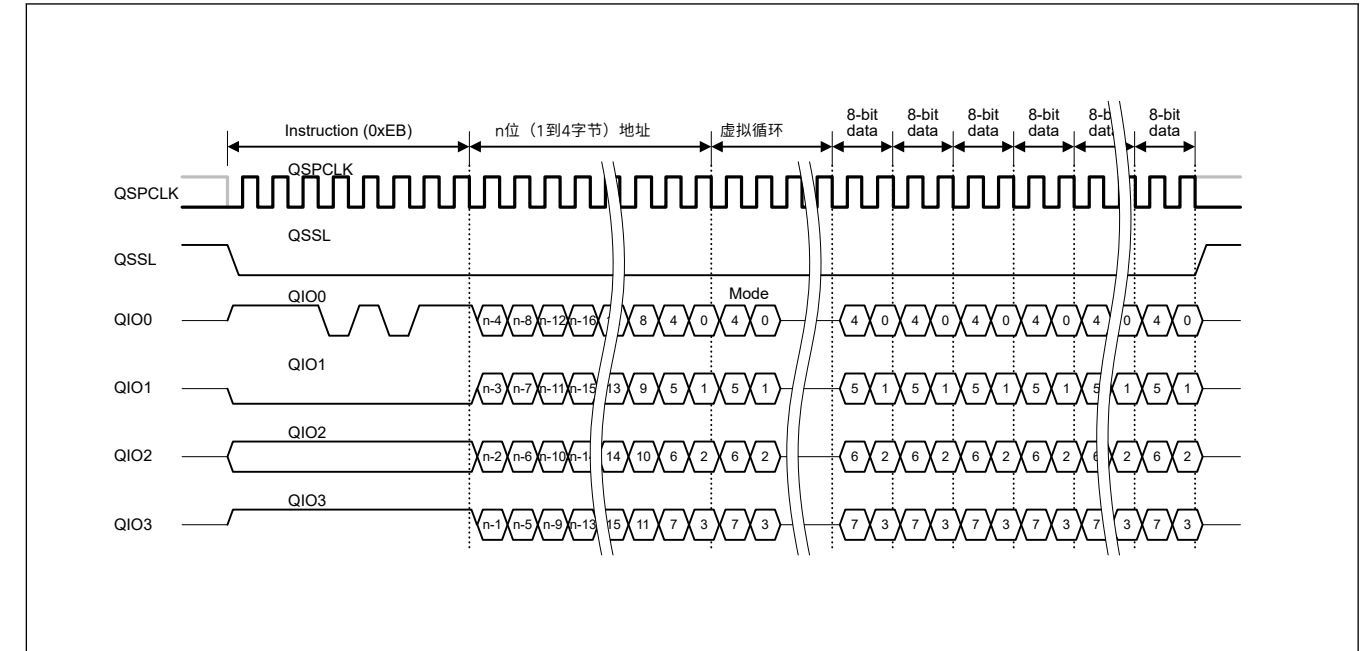 8-bit 8-bit 8-bit 8-bit 8-bit 8-bit
Instruction (0xEB) n位（1到4字节）地址 虚拟循环 data data data data data data
QSPCLK
QSPCLK
QSSL
QSSL
Mode
QIO0
QIO0 n-4 n-8 n-12 n-16 8 4 0 4 0 4 0 4 0 4 0 4 0 4 0 4 0
QIO1
QIO1 n-3 n-7 n-11 n-15 13 9 5 1 5 1 5 1 5 1 5 1 5 1 5 1 5 1
QIO2
QIO2 n-2 n-6 n-10 n-14 14 10 6 2 6 2 6 2 6 2 6 2 6 2 6 2 6 2
QIO3
QIO3 n-1 n-5 n-9 n-13 15 11 7 3 7 3 7 3 7 3 7 3 7 3 7 3 7 3